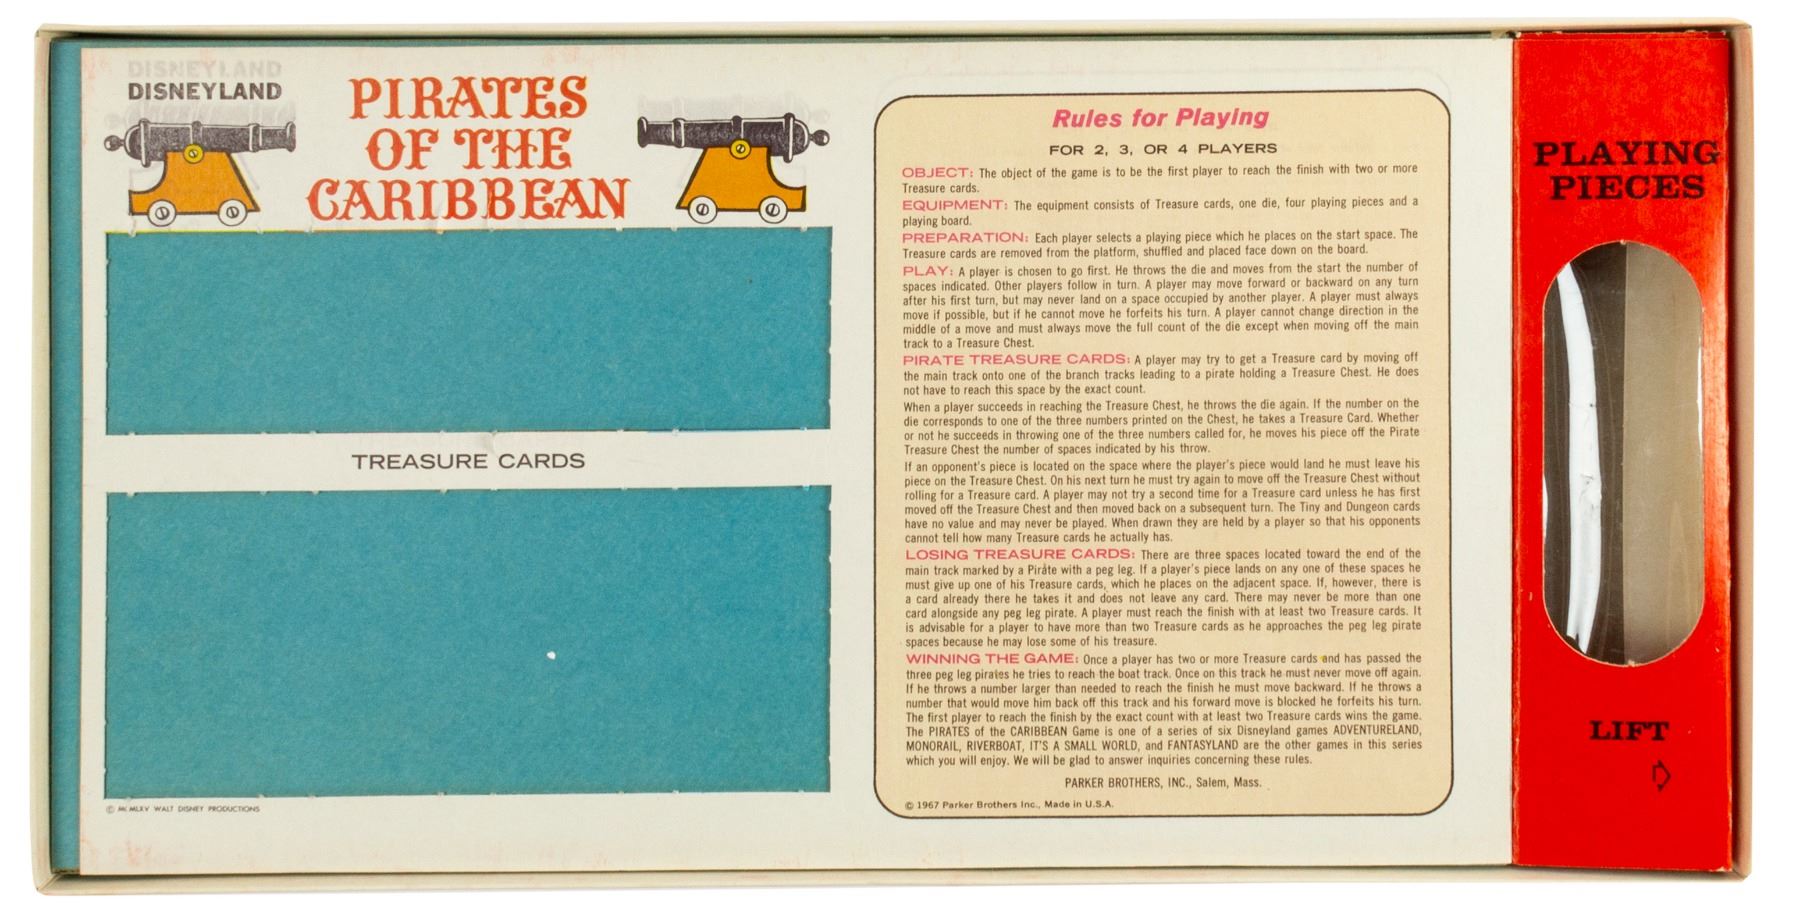 DISNEYLAND
PIRATES
OF THE
CARIBBEAN
TREASURE CARDS
© MCMLXV WALT DISNEY PRODUCTIONS
Rules for Playing
FOR 2, 3, OR 4 PLAYERS
OBJECT: The object of the game is to be the first player to reach the finish with two or more
Treasure cards.
EQUIPMENT: The equipment consists of Treasure cards, one die, four playing pieces and a
playing board.
PREPARATION: Each player selects a playing piece which he places on the start space. The
Treasure cards are removed from the platform, shuffled and placed face down on the board.
PLAY: A player is chosen to go first. He throws the die and moves from the start the number of
spaces indicated. Other players follow in turn. A player may move forward or backward on any turn
after his first turn, but may never land on a space occupied by another player. A player must always
move if possible, but if he cannot move he forfeits his turn. A player cannot change direction in the
middle of a move and must always move the full count of the die except when moving off the main
track to a Treasure Chest.
PIRATE TREASURE CARDS: A player may try to get a Treasure card by moving off
the main track onto one of the branch tracks leading to a pirate holding a Treasure Chest. He does
not have to reach this space by the exact count.
When a player succeeds in reaching the Treasure Chest, he throws the die again. If the number on the
die corresponds to one of the three numbers printed on the Chest, he takes a Treasure Card. Whether
or not he succeeds in throwing one of the three numbers called for, he moves his piece off the Pirate
Treasure Chest the number of spaces indicated by his throw.
If an opponent's piece is located on the space where the player's piece would land he must leave his
piece on the Treasure Chest. On his next turn he must try again to move off the Treasure Chest without
rolling for a Treasure card. A player may not try a second time for a Treasure card unless he has first
moved off the Treasure Chest and then moved back on a subsequent turn. The Tiny and Dungeon cards
have no value and may never be played. When drawn they are held by a player so that his opponents
cannot tell how many Treasure cards he actually has.
LOSING TREASURE CARDS: There are three spaces located toward the end of the
main track marked by a Pirate with a peg leg. If a player's piece lands on any one of these spaces he
must give up one of his Treasure cards, which he places on the adjacent space. If, however, there is
a card already there he takes it and does not leave any card. There may never be more than one
card alongside any peg leg pirate. A player must reach the finish with at least two Treasure cards. It
is advisable for a player to have more than two Treasure cards as he approaches the peg leg pirate
spaces because he may lose some of his treasure.
WINNING THE GAME: Once a player has two or more Treasure cards and has passed the
three peg leg pirates he tries to reach the boat track. Once on this track he must never move off again.
If he throws a number larger than needed to reach the finish he must move backward. If he throws a
number that would move him back off this track and his forward move is blocked he forfeits his turn.
The first player to reach the finish by the exact count with at least two Treasure cards wins the game.
The PIRATES of the CARIBBEAN Game is one of a series of six Disneyland games ADVENTURELAND,
MONORAIL, RIVERBOAT, IT'S A SMALL WORLD, and FANTASYLAND are the other games in this series
which you will enjoy. We will be glad to answer inquiries concerning these rules.
PARKER BROTHERS, INC., Salem, Mass.
© 1967 Parker Brothers Inc., Made in U.S.A.
PLAYING
PIECES
LIFT